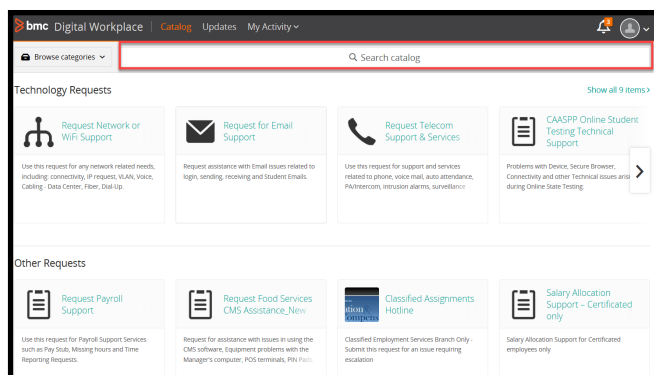 bmc Digital Workplace | Catalog Updates My Activity
3
Browse categories
Search catalog
Technology Requests
Show all 9 items
Request Network or
WiFi Support
Use this request for any network related needs,
including: connectivity, IP request, VLAN, Voice,
Cabling - Data Center, Fiber, Dial-Up.
Request for Email
Support
Request assistance with Email issues related to
login, sending, receiving and Student Emails.
Request Telecom
Support & Services
Use this request for support and services
related to phone, voice mail, auto attendance,
PA/Intercom, intrusion alarms, surveillance
CAASPP Online Student
Testing Technical
Support
Problems with Device, Secure Browser,
Connectivity and other Technical issues
during Online State Testing.
Other Requests
Request Payroll
Support
Use this request for Payroll Support Services
such as Pay Stub, Missing hours and Time
Reporting Requests.
Request Food Services
CMS Assistance_New
Request for assistance with issues in using the
CMS software, Equipment problems with the
Manager's computer, POS terminals, PIN Pads,
Classified Assignments
Hotline
Classified Employment Services Branch Only -
Submit this request for an issue requiring
escalation
Salary Allocation
Support – Certificated
only
Salary Allocation Support for Certificated
employees only